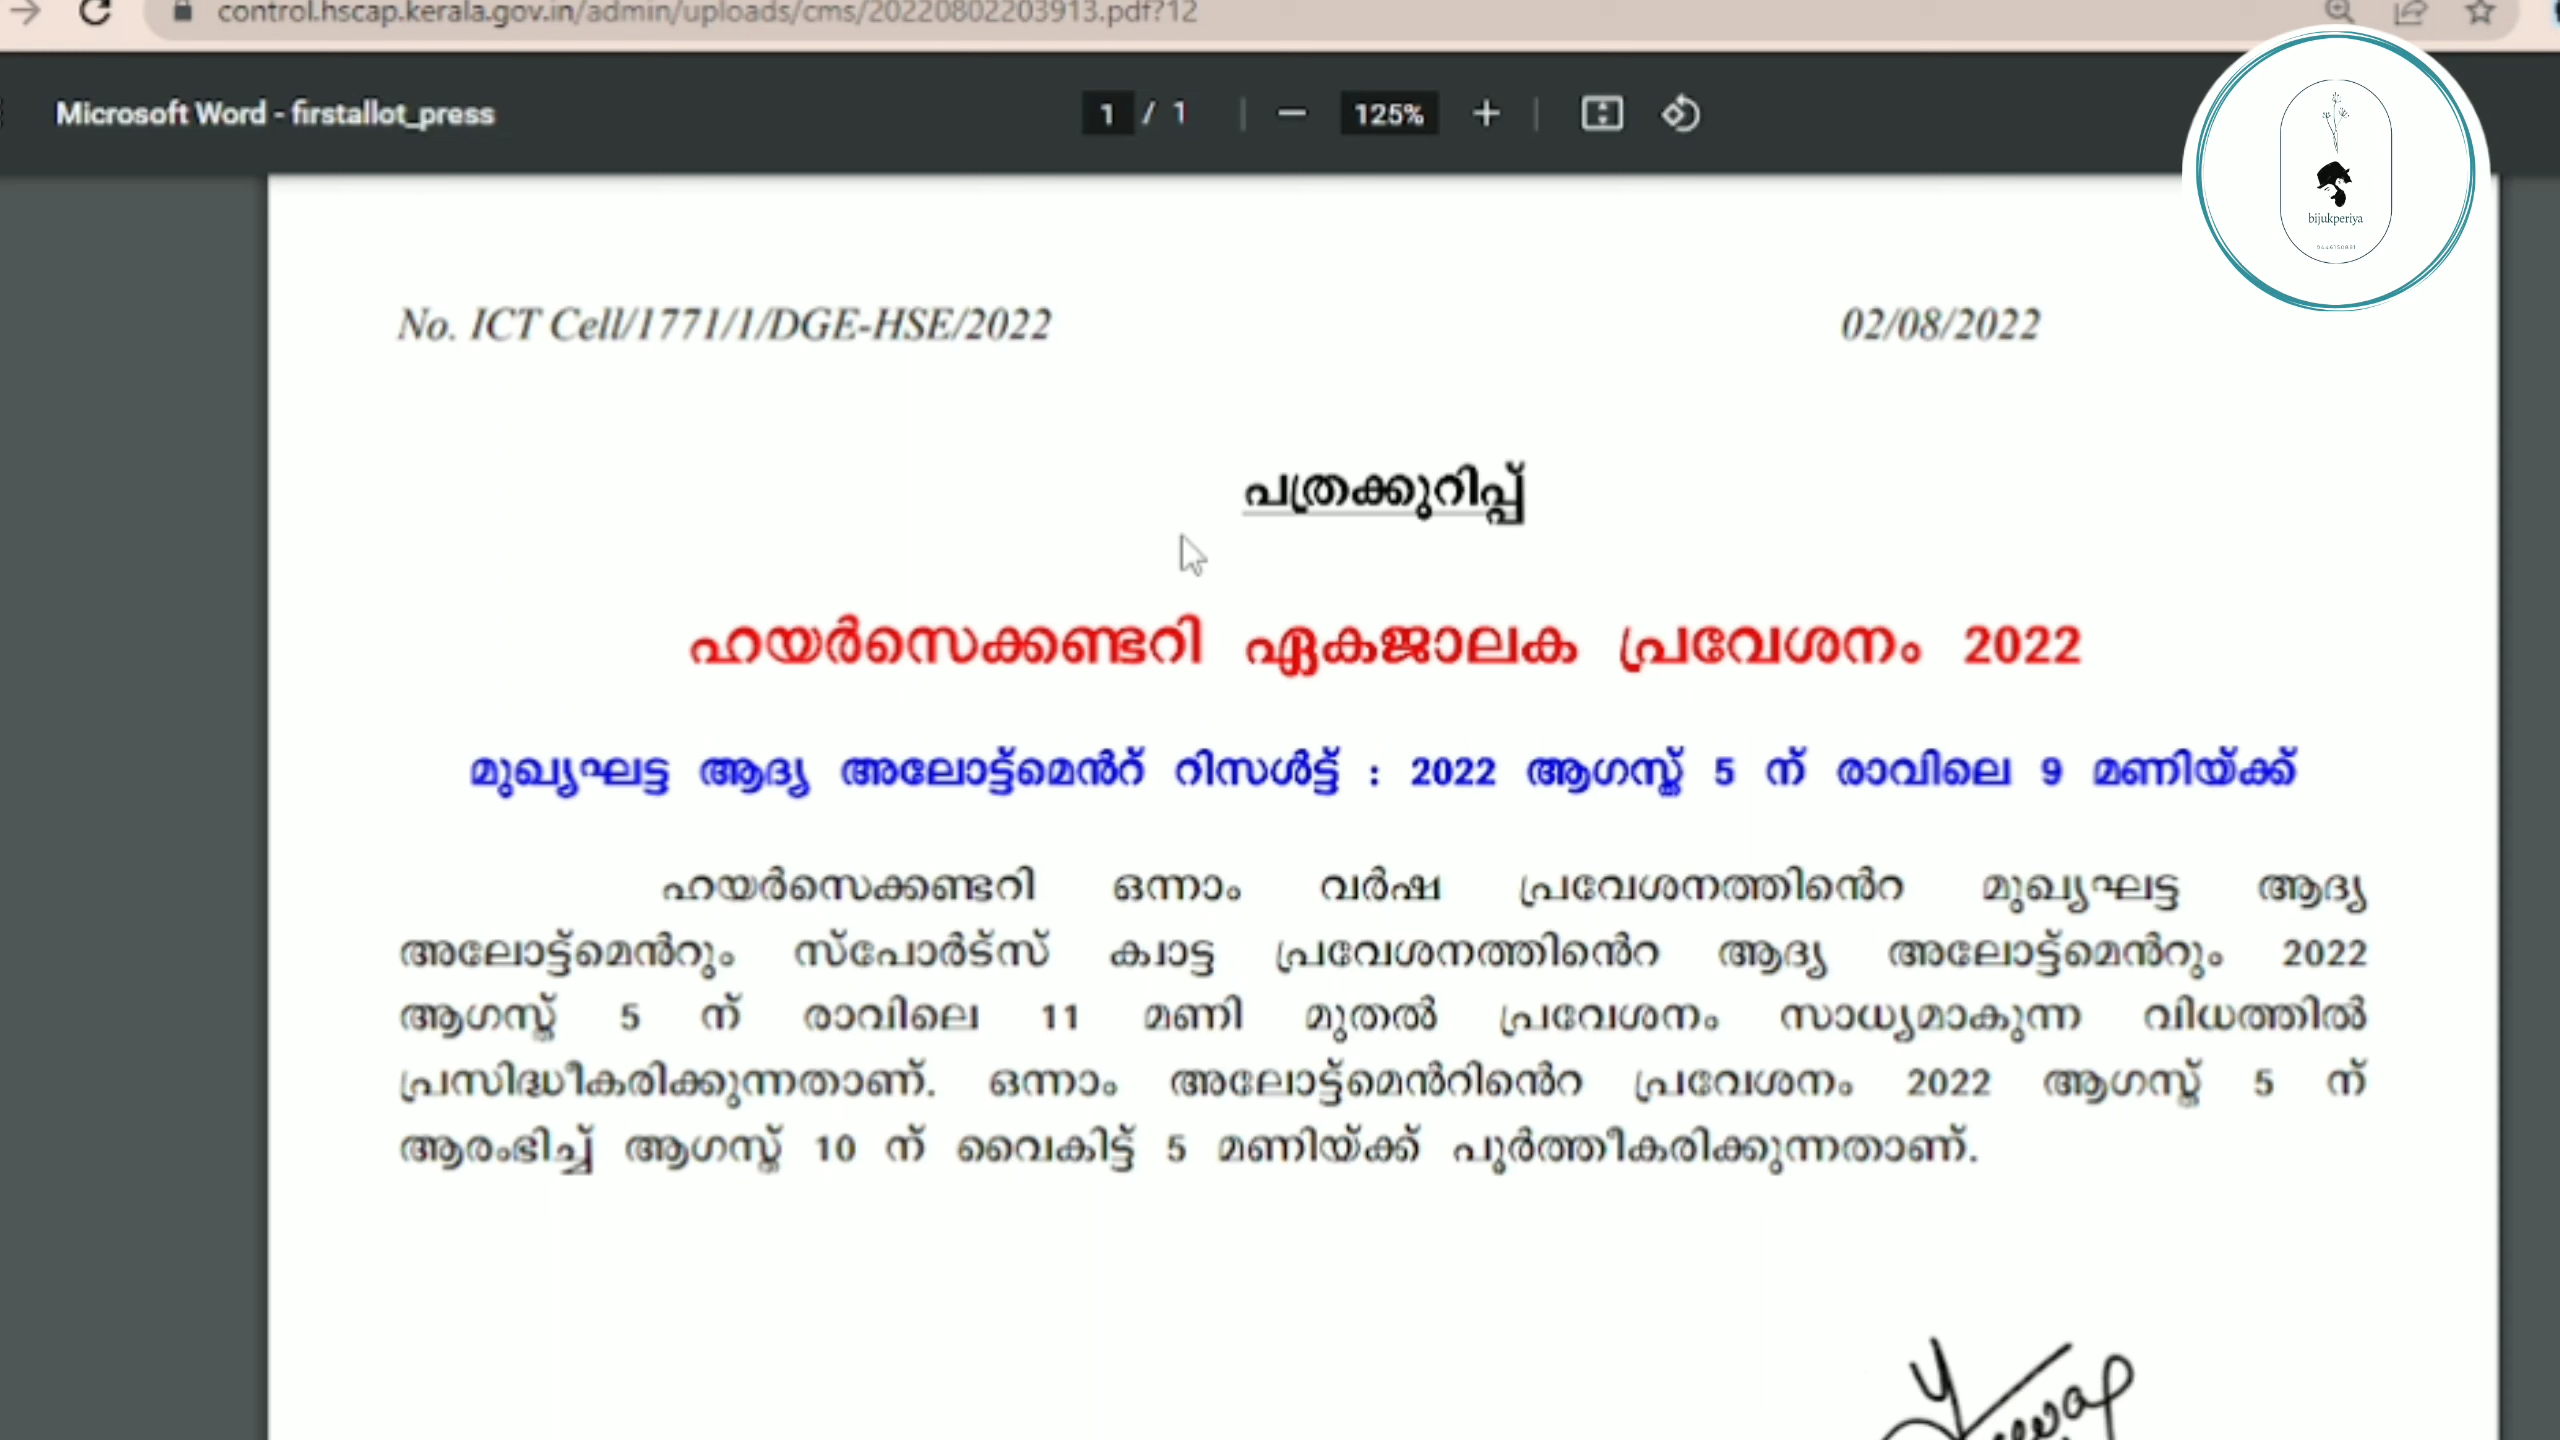 control.hscap.kerala.gov.in/admin/uploads/cms/20220802203913.pdf?12
Microsoft Word - firstallot_press
1 / 1
125%
bijukperiya
No. ICT Cell/1771/1/DGE-HSE/2022 02/08/2022
പത്രക്കുറിപ്പ്
ഹയർസെക്കണ്ടറി ഏകജാലക പ്രവേശനം 2022
മുഖ്യഘട്ട ആദ്യ അലോട്ട്മെൻറ് റിസൾട്ട് : 2022 ആഗസ്റ്റ് 5 ന് രാവിലെ 9 മണിയ്ക്ക്
ഹയർസെക്കണ്ടറി ഒന്നാം വർഷ പ്രവേശനത്തിൻെറ മുഖ്യഘട്ട ആദ്യ
അലോട്ട്മെൻറും സ്പോർട്സ് ക്വാട്ട പ്രവേശനത്തിൻെറ ആദ്യ അലോട്ട്മെൻറും 2022
ആഗസ്റ്റ് 5 ന് രാവിലെ 11 മണി മുതൽ പ്രവേശനം സാധ്യമാകുന്ന വിധത്തിൽ
പ്രസിദ്ധീകരിക്കുന്നതാണ്. ഒന്നാം അലോട്ട്മെൻറിൻെറ പ്രവേശനം 2022 ആഗസ്റ്റ് 5 ന്
ആരംഭിച്ച് ആഗസ്റ്റ് 10 ന് വൈകിട്ട് 5 മണിയ്ക്ക് പൂർത്തീകരിക്കുന്നതാണ്.